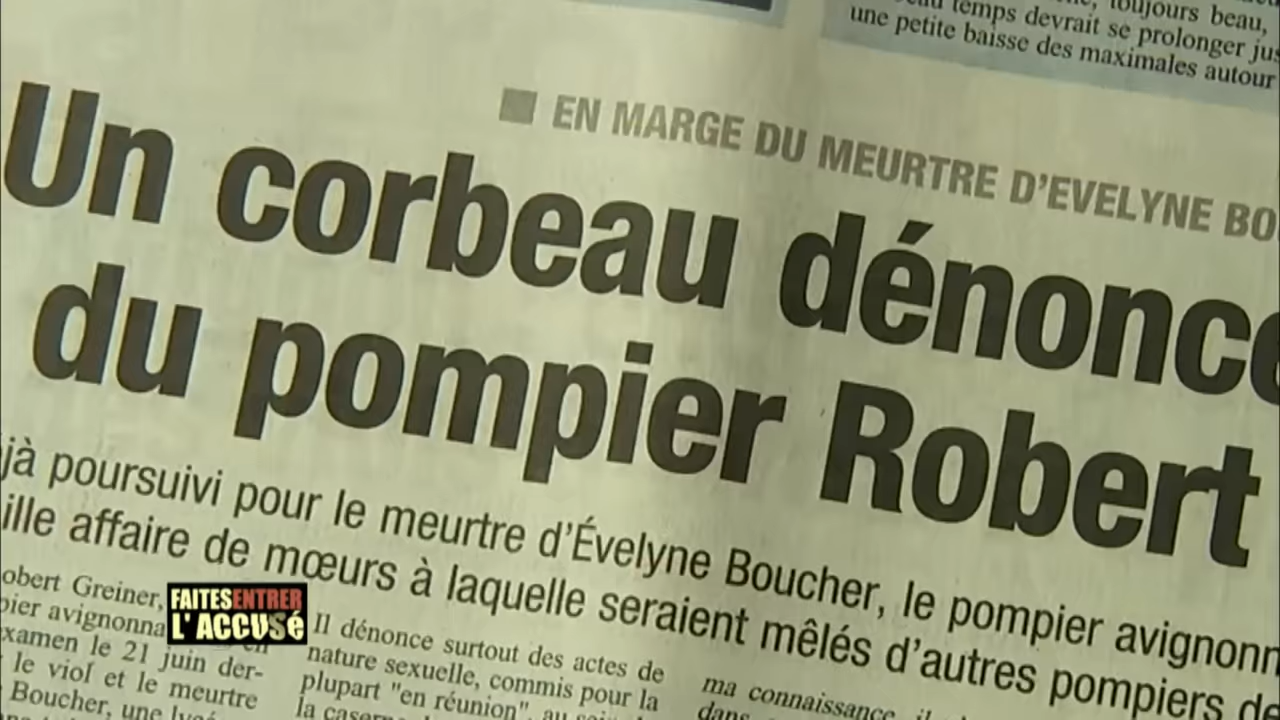 toujours beau,
temps devrait se prolonger jus
une petite baisse des maximales autour
EN MARGE DU MEURTRE D'EVELYNE BO
Un corbeau dénonce
du pompier Robert
jà poursuivi pour le meurtre d'Évelyne Boucher, le pompier avignonn
ille affaire de mœurs à laquelle seraient mêlés d'autres pompiers de
obert Greiner,
pier avignonna
xamen le 21 juin der-
le viol et le meurtre
Boucher, une
FAITES ENTRER
L'ACCUSé
Il dénonce surtout des actes de
nature sexuelle, commis pour la
plupart "en réunion", au
la
ma connaissance,
dans